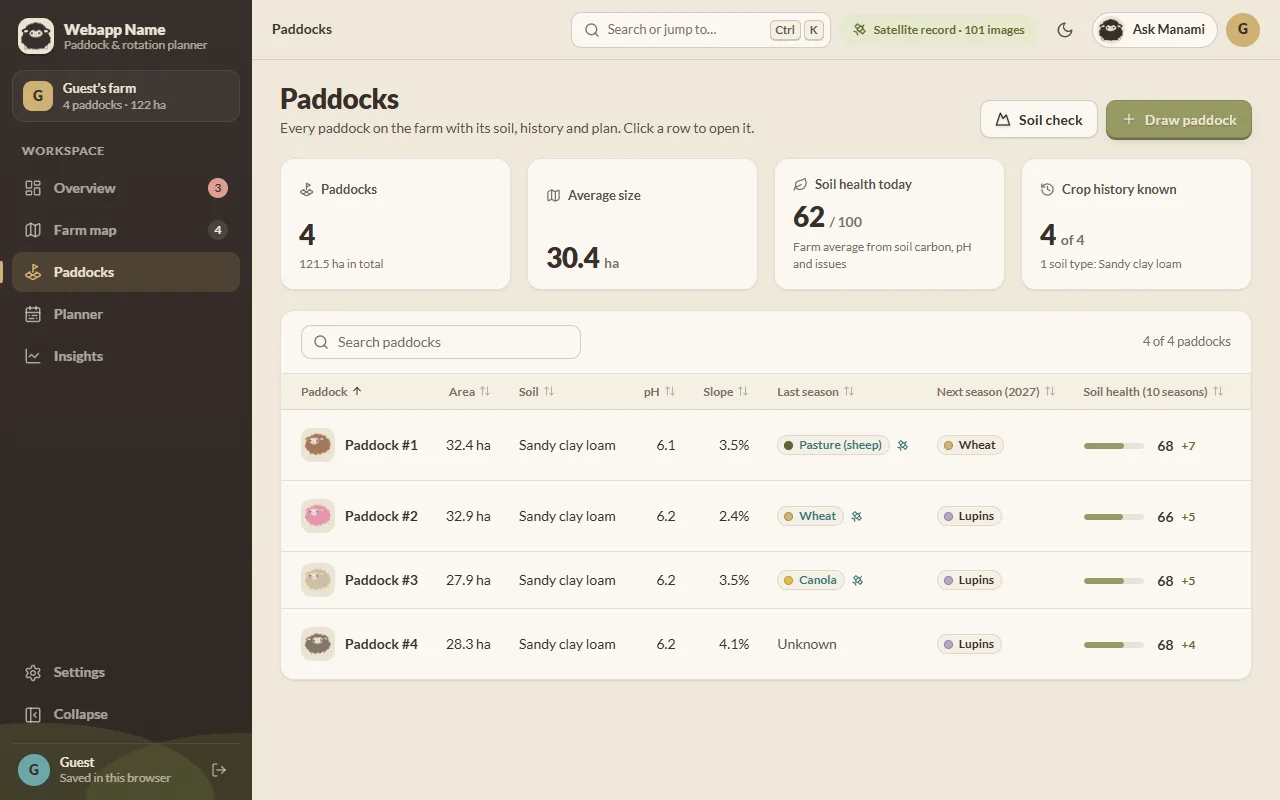 Webapp Name
Paddock & rotation planner
G
Guest's farm
4 paddocks · 122 ha
WORKSPACE
Overview 3
Farm map 4
Paddocks
Planner
Insights
Settings
Collapse
G
Guest
Saved in this browser
Paddocks
Search or jump to... Ctrl K
Satellite record · 101 images
Ask Manami
G
Paddocks
Every paddock on the farm with its soil, history and plan. Click a row to open it.
Soil check
Draw paddock
Paddocks
4
121.5 ha in total
Average size
30.4 ha
Soil health today
62 / 100
Farm average from soil carbon, pH
and issues
Crop history known
4 of 4
1 soil type: Sandy clay loam
Search paddocks
4 of 4 paddocks
Paddock Area Soil pH Slope Last season Next season (2027) Soil health (10 seasons)
Paddock #1 32.4 ha Sandy clay loam 6.1 3.5% Pasture (sheep) Wheat 68 +7
Paddock #2 32.9 ha Sandy clay loam 6.2 2.4% Wheat Lupins 66 +5
Paddock #3 27.9 ha Sandy clay loam 6.2 3.5% Canola Lupins 68 +5
Paddock #4 28.3 ha Sandy clay loam 6.2 4.1% Unknown Lupins 68 +4